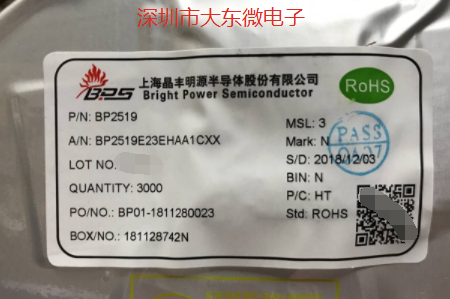 深圳市大东微电子
BPS
上海晶丰明源半导体股份有限公司
Bright Power Semiconductor
RoHS
P/N: BP2519
A/N: BP2519E23EHAA1CXX
LOT NO.
QUANTITY: 3000
PO/NO.: BP01-1811280023
BOX/NO.: 181128742N
MSL: 3
Mark: N
S/D: 2018/12/03
BIN: N
P/C: HT
Std: ROHS
PASS